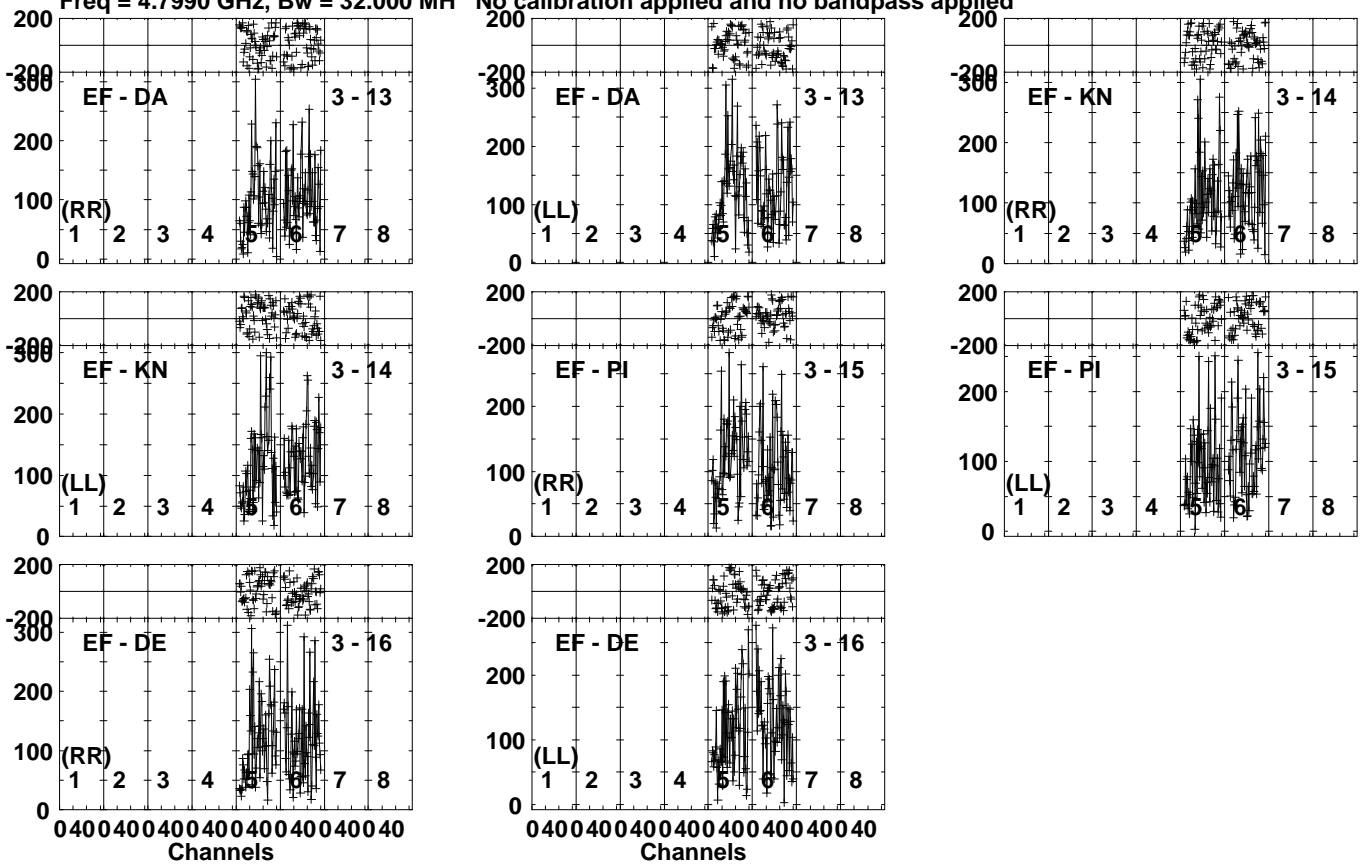 Freq = 4.7990 GHz, Bw = 32.000 MH No calibration applied and no bandpass applied
200 200 200
-200 -200 -200
300 300 300
EF - DA 3 - 13 EF - DA 3 - 13 EF - KN 3 - 14
200 200 200
100 100 100
(RR) (LL) (RR)
1 2 3 4 5 6 7 8 1 2 3 4 5 6 7 8 1 2 3 4 5 6 7 8
0 0 0
200 200 200
-200 -200 -200
300
EF - KN 3 - 14 EF - PI 3 - 15 EF - PI 3 - 15
200 200 200
100 100 100
(LL) (RR) (LL)
1 2 3 4 5 6 7 8 1 2 3 4 5 6 7 8 1 2 3 4 5 6 7 8
0 0 0
200 200
-200 -200
300
EF - DE 3 - 16 EF - DE 3 - 16
200 200
100 100
(RR) (LL)
1 2 3 4 5 6 7 8 1 2 3 4 5 6 7 8
0 0
0 40 0 40 0 40 0 40 0 40 0 40 0 40 0 40 0 40 0 40 0 40 0 40 0 40 0 40 0 40 0 40
Channels Channels